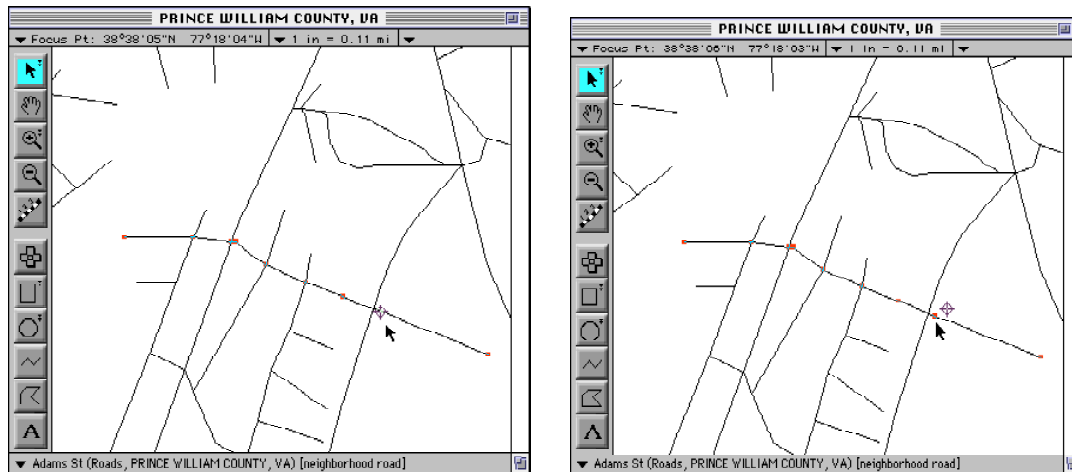 PRINCE WILLIAM COUNTY, VA
Focus Pt: 38°38'05"N 77°18'04"W 1 in = 0.11 mi
A
Adams St (Roads, PRINCE WILLIAM COUNTY, VA) [neighborhood road]
PRINCE WILLIAM COUNTY, VA
Focus Pt: 38°38'06"N 77°18'03"W 1 in = 0.11 mi
A
Adams St (Roads, PRINCE WILLIAM COUNTY, VA) [neighborhood road]